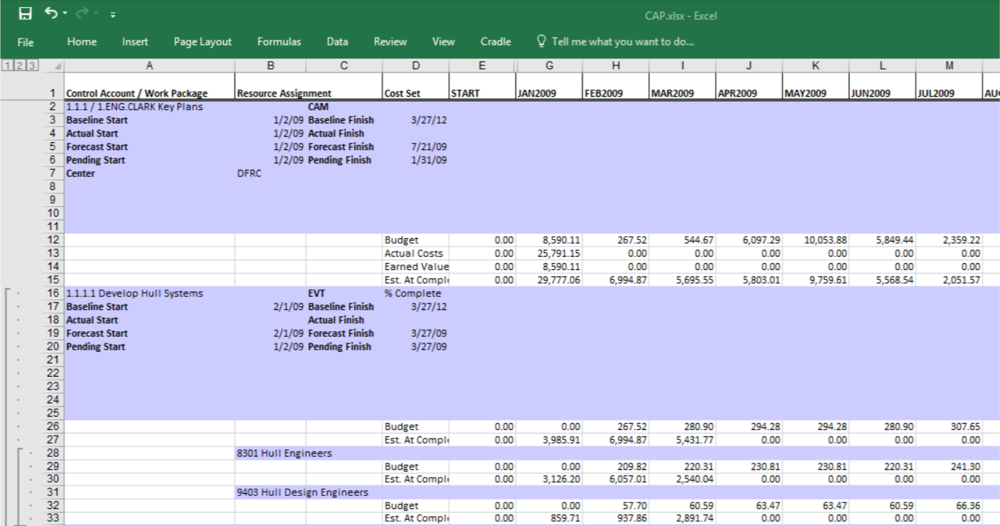 CAP.xlsx - Excel
File Home Insert Page Layout Formulas Data Review View Cradle Tell me what you want to do...
1 2 3 A B C D E G H I J K L M
1 Control Account / Work Package Resource Assignment Cost Set START JAN2009 FEB2009 MAR2009 APR2009 MAY2009 JUN2009 JUL2009 AU
2 1.1.1 / 1.ENG.CLARK Key Plans CAM
3 Baseline Start 1/2/09 Baseline Finish 3/27/12
4 Actual Start 1/2/09 Actual Finish
5 Forecast Start 1/2/09 Forecast Finish 7/21/09
6 Pending Start 1/2/09 Pending Finish 1/31/09
7 Center DFRC
8
9
10
11
12 Budget 0.00 8,590.11 267.52 544.67 6,097.29 10,053.88 5,849.44 2,359.22
13 Actual Costs 0.00 25,791.15 0.00 0.00 0.00 0.00 0.00 0.00
14 Earned Value 0.00 8,590.11 0.00 0.00 0.00 0.00 0.00 0.00
15 Est. At Compl 0.00 29,777.06 6,994.87 5,695.55 5,803.01 9,759.61 5,568.54 2,051.57
16 1.1.1.1 Develop Hull Systems EVT % Complete
17 Baseline Start 2/1/09 Baseline Finish 3/27/12
18 Actual Start Actual Finish
19 Forecast Start 2/1/09 Forecast Finish 3/27/09
20 Pending Start 1/2/09 Pending Finish 3/27/09
21
22
23
24
25
26 Budget 0.00 0.00 267.52 280.90 294.28 294.28 280.90 307.65
27 Est. At Compl 0.00 3,985.91 6,994.87 5,431.77 0.00 0.00 0.00 0.00
28 8301 Hull Engineers
29 Budget 0.00 0.00 209.82 220.31 230.81 230.81 220.31 241.30
30 Est. At Compl 0.00 3,126.20 6,057.01 2,540.04 0.00 0.00 0.00 0.00
31 9403 Hull Design Engineers
32 Budget 0.00 0.00 57.70 60.59 63.47 63.47 60.59 66.36
33 Est. At Compl 0.00 859.71 937.86 2,891.74 0.00 0.00 0.00 0.00